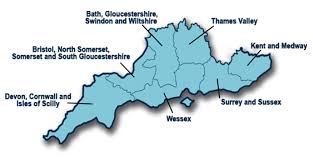 Bath, Gloucestershire,
Swindon and Wiltshire
Thames Valley
Bristol, North Somerset,
Somerset and South Gloucestershire
Kent and Medway
Devon, Cornwall and
Isles of Scilly
Surrey and Sussex
Wessex